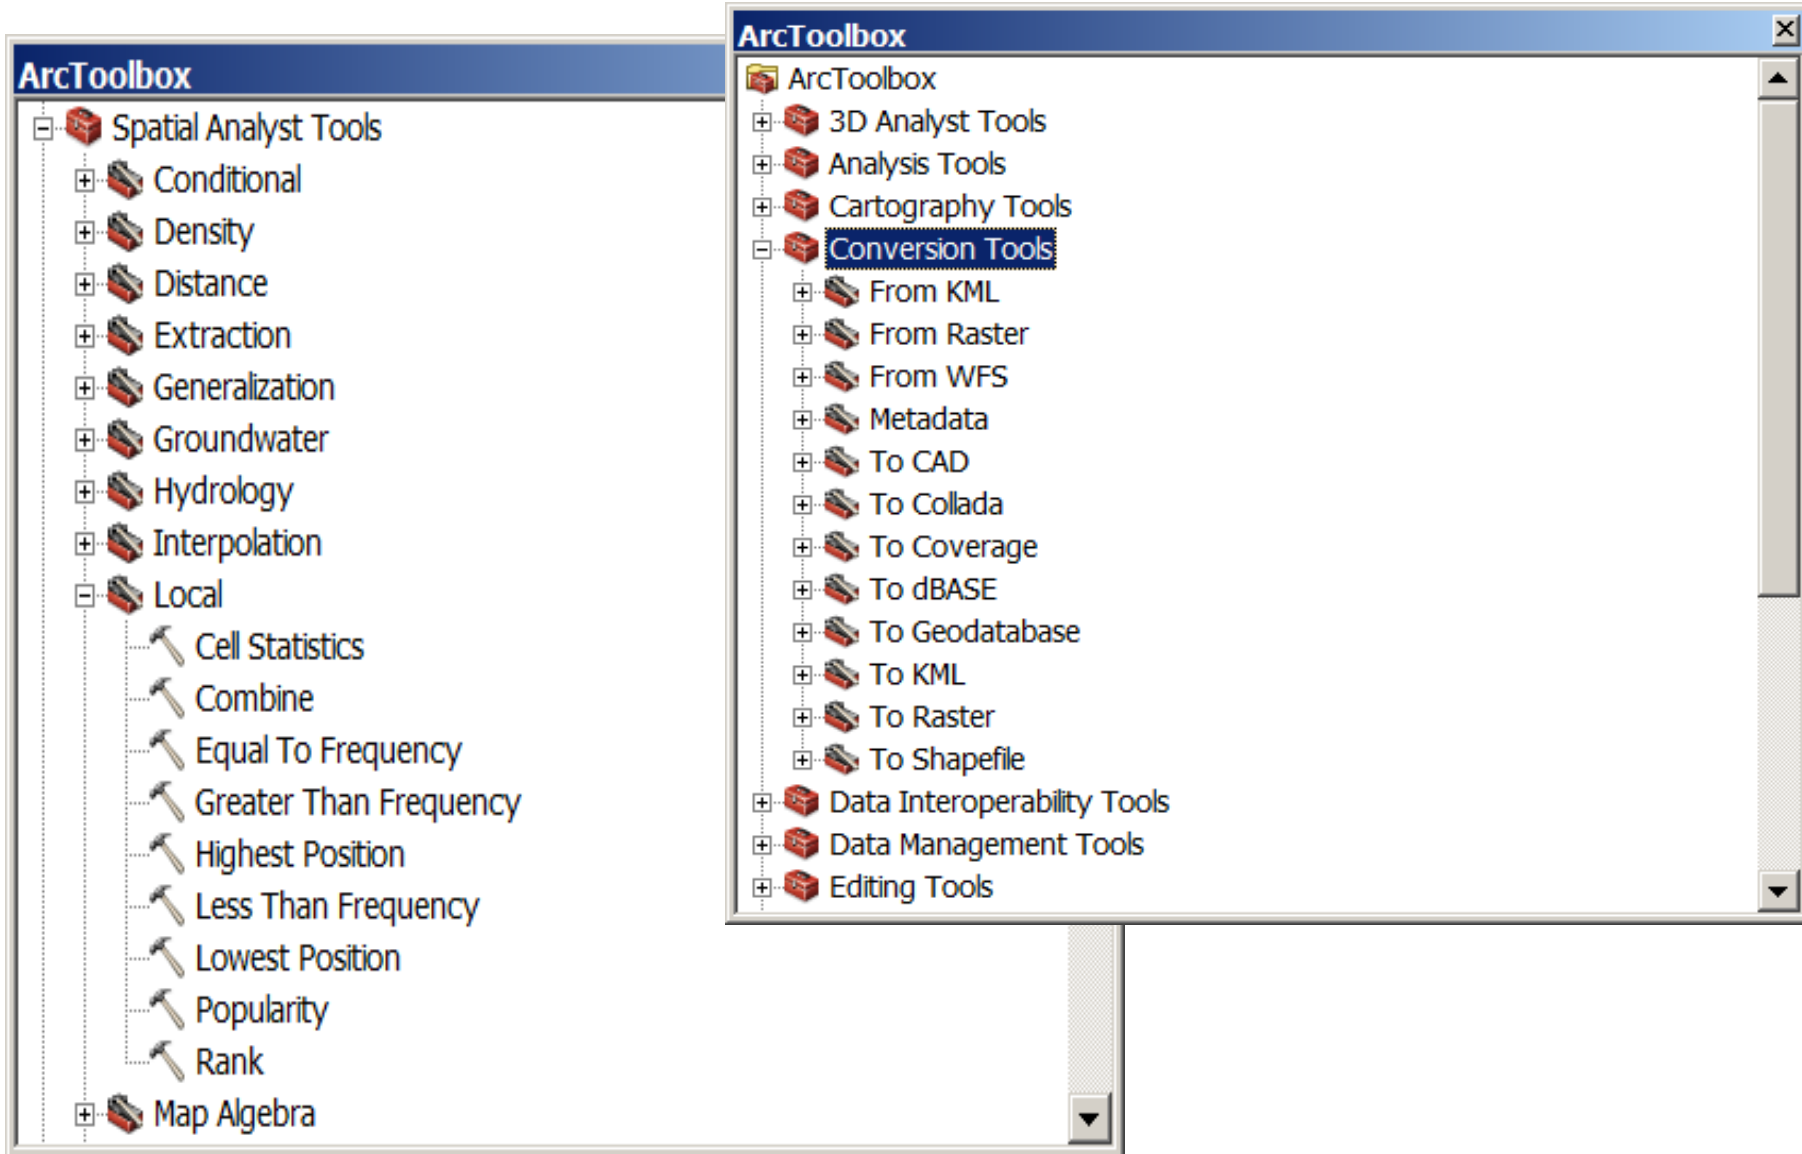 ArcToolbox
Spatial Analyst Tools
Conditional
Density
Distance
Extraction
Generalization
Groundwater
Hydrology
Interpolation
Local
Cell Statistics
Combine
Equal To Frequency
Greater Than Frequency
Highest Position
Less Than Frequency
Lowest Position
Popularity
Rank
Map Algebra
ArcToolbox
ArcToolbox
3D Analyst Tools
Analysis Tools
Cartography Tools
Conversion Tools
From KML
From Raster
From WFS
Metadata
To CAD
To Collada
To Coverage
To dBASE
To Geodatabase
To KML
To Raster
To Shapefile
Data Interoperability Tools
Data Management Tools
Editing Tools